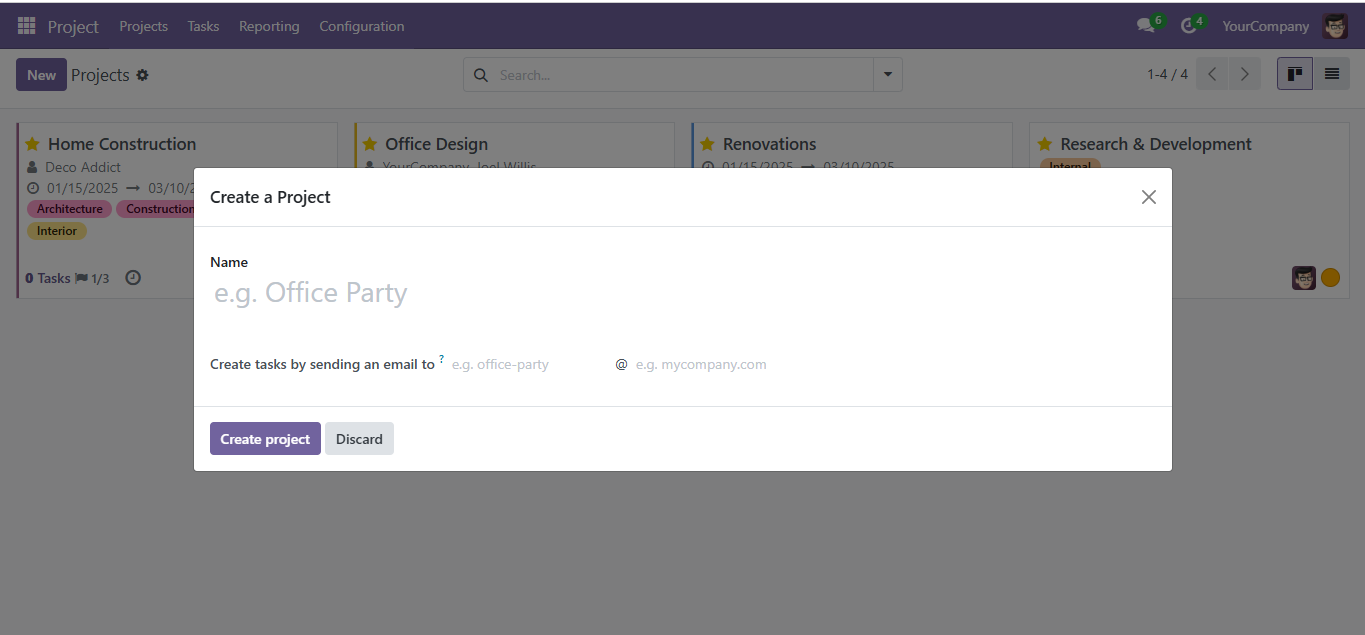 Project Projects Tasks Reporting Configuration 6 4 YourCompany
New Projects Search... 1-4 / 4
Home Construction
Deco Addict
01/15/2025 → 03/10/2
Architecture Construction
Interior
0 Tasks 1/3
Office Design
YourCompany, Joel Willis
Renovations
01/15/2025 → 03/10/2025
Research & Development
Internal
Create a Project
Name
e.g. Office Party
Create tasks by sending an email to ? e.g. office-party @ e.g. mycompany.com
Create project Discard